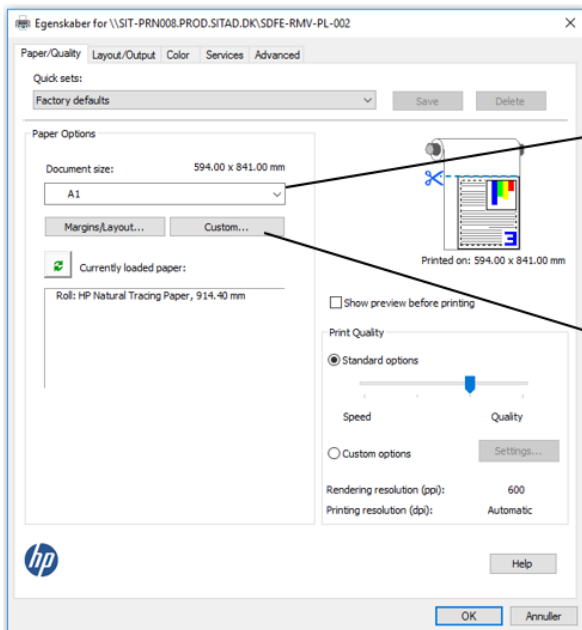 Egenskaber for \\SIT-PRN008.PROD.SITAD.DK\SDFE-RMV-PL-002
Paper/Quality Layout/Output Color Services Advanced
Quick sets:
Factory defaults Save Delete
Paper Options
Document size: 594.00 x 841.00 mm
A1
Margins/Layout... Custom...
Currently loaded paper:
Roll: HP Natural Tracing Paper, 914.40 mm
3
Printed on: 594.00 x 841.00 mm
Show preview before printing
Print Quality
Standard options
Speed Quality
Custom options Settings...
Rendering resolution (ppi): 600
Printing resolution (dpi): Automatic
hp
Help
OK Annuller